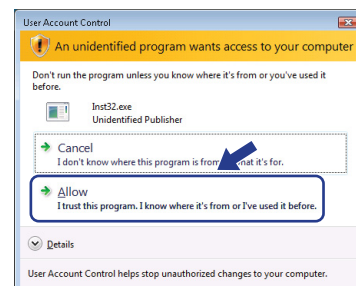 User Account Control
An unidentified program wants access to your computer
Don't run the program unless you know where it's from or you've used it
before.
Inst32.exe
Unidentified Publisher
Cancel
I don't know where this program is from hat it's for.
Allow
I trust this program. I know where it's from or I've used it before.
Details
User Account Control helps stop unauthorized changes to your computer.